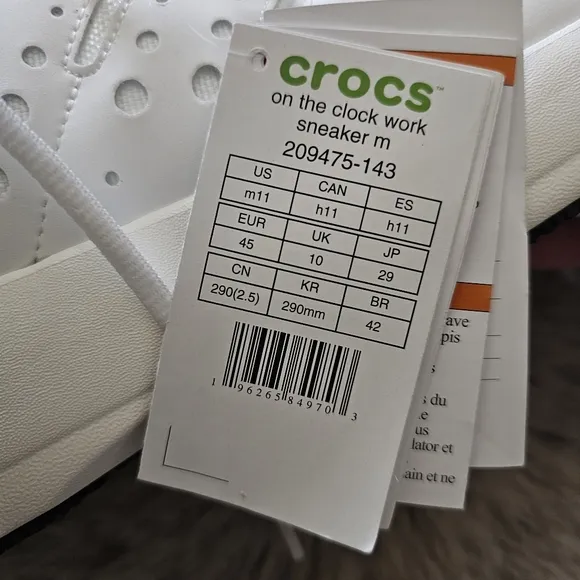 crocs™
on the clock work
sneaker m
209475-143
US CAN ES
m11 h11 h11
EUR UK JP
45 10 29
CN KR BR
290(2.5) 290mm 42
1 96265 84970 3
ave
pis
s
du
us
lator et
ain et ne